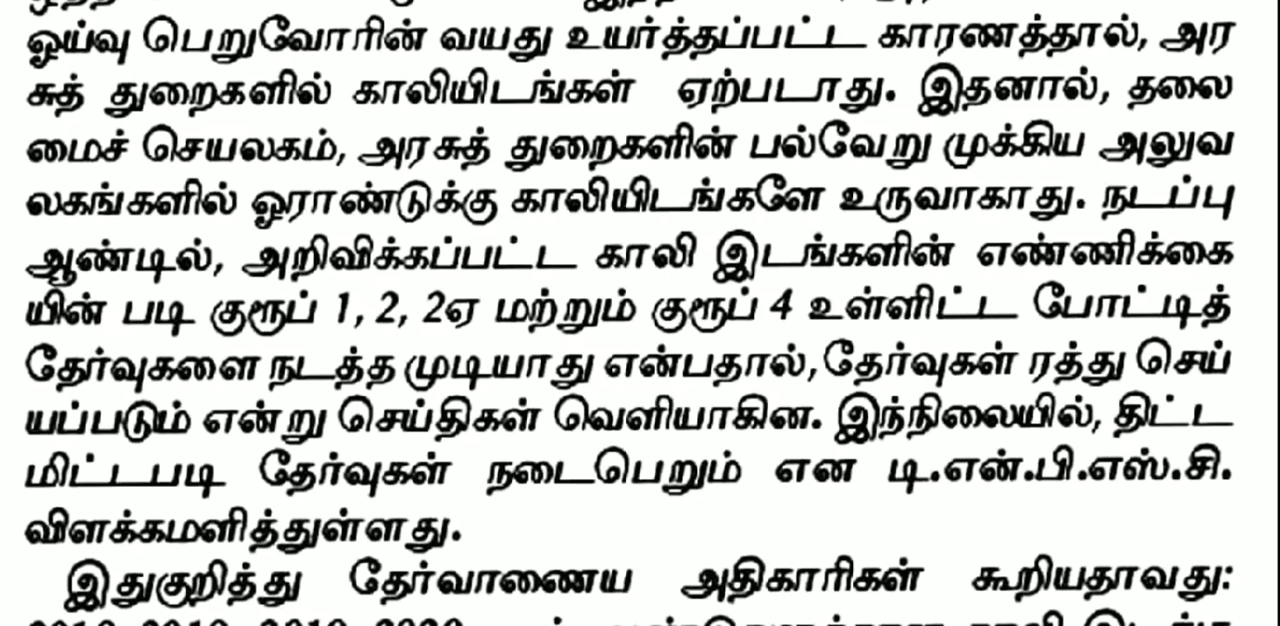 ஓய்வு பெறுவோரின் வயது உயர்த்தப்பட்ட காரணத்தால், அர
சுத் துறைகளில் காலியிடங்கள் ஏற்படாது. இதனால், தலை
மைச் செயலகம், அரசுத் துறைகளின் பல்வேறு முக்கிய அலுவ
லகங்களில் ஓராண்டுக்கு காலியிடங்களே உருவாகாது. நடப்பு
ஆண்டில், அறிவிக்கப்பட்ட காலி இடங்களின் எண்ணிக்கை
யின் படி குரூப் 1, 2, 2ஏ மற்றும் குரூப் 4 உள்ளிட்ட போட்டித்
தேர்வுகளை நடத்த முடியாது என்பதால்,தேர்வுகள் ரத்து செய்
யப்படும் என்று செய்திகள் வெளியாகின. இந்நிலையில், திட்ட
மிட்டபடி தேர்வுகள் நடைபெறும் என டி.என்.பி.எஸ்.சி.
விளக்கமளித்துள்ளது.
இதுகுறித்து தேர்வாணைய அதிகாரிகள் கூறியதாவது: